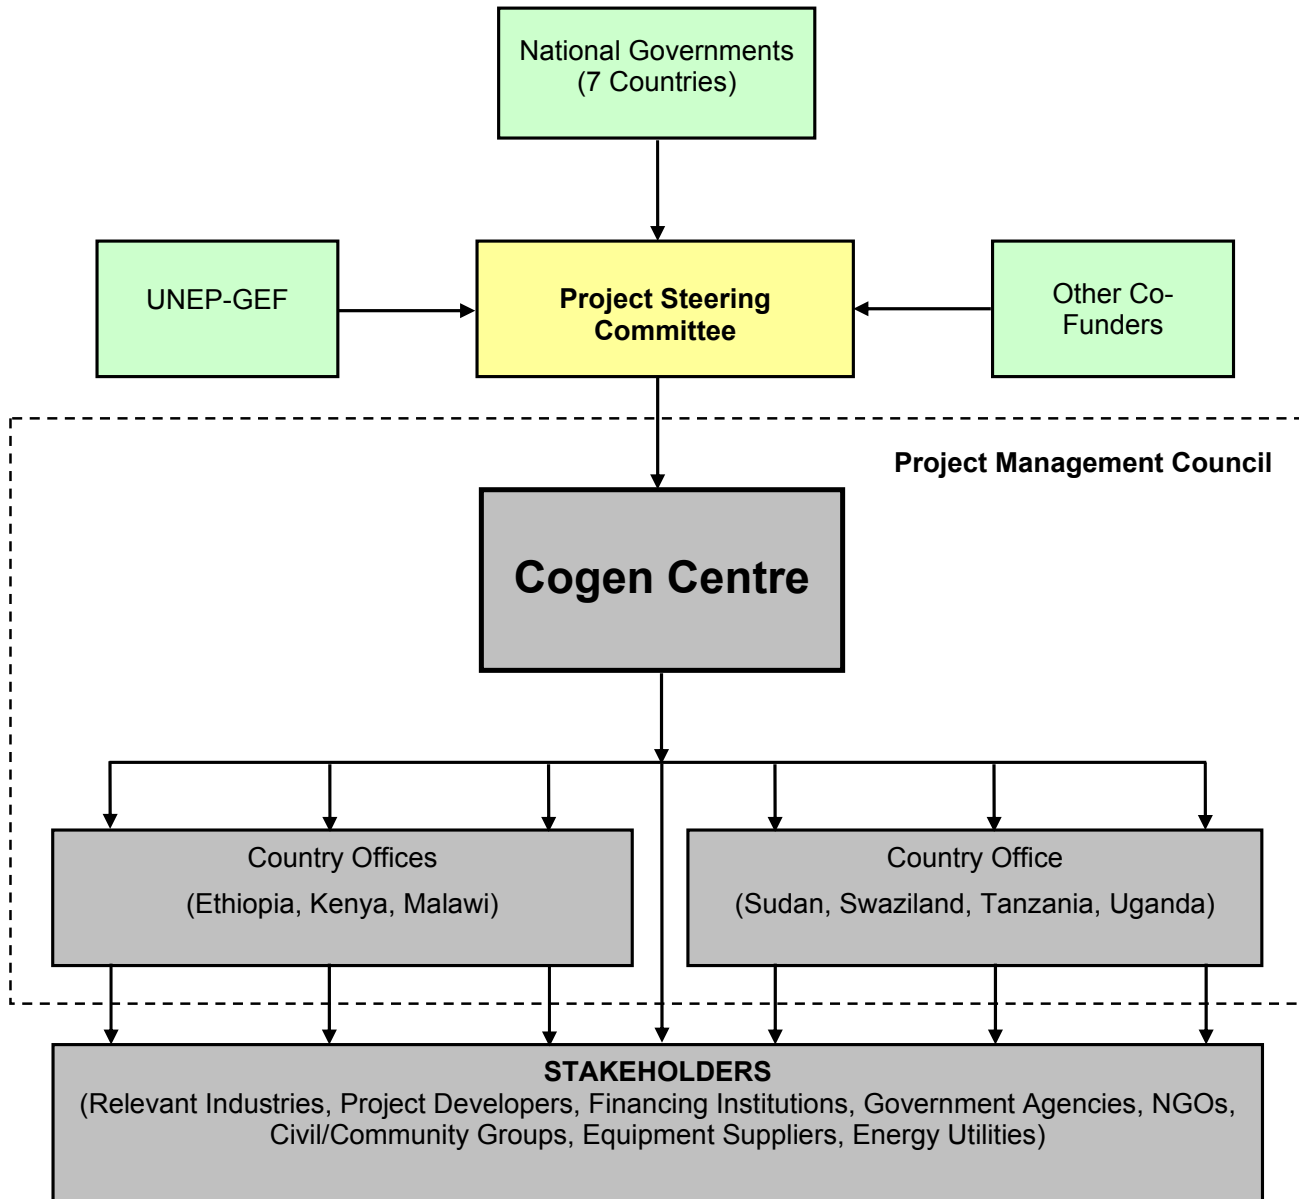 National Governments
(7 Countries)
UNEP-GEF
Project Steering
Committee
Other Co-
Funders
Project Management Council
Cogen Centre
Country Offices
(Ethiopia, Kenya, Malawi)
Country Office
(Sudan, Swaziland, Tanzania, Uganda)
STAKEHOLDERS
(Relevant Industries, Project Developers, Financing Institutions, Government Agencies, NGOs,
Civil/Community Groups, Equipment Suppliers, Energy Utilities)